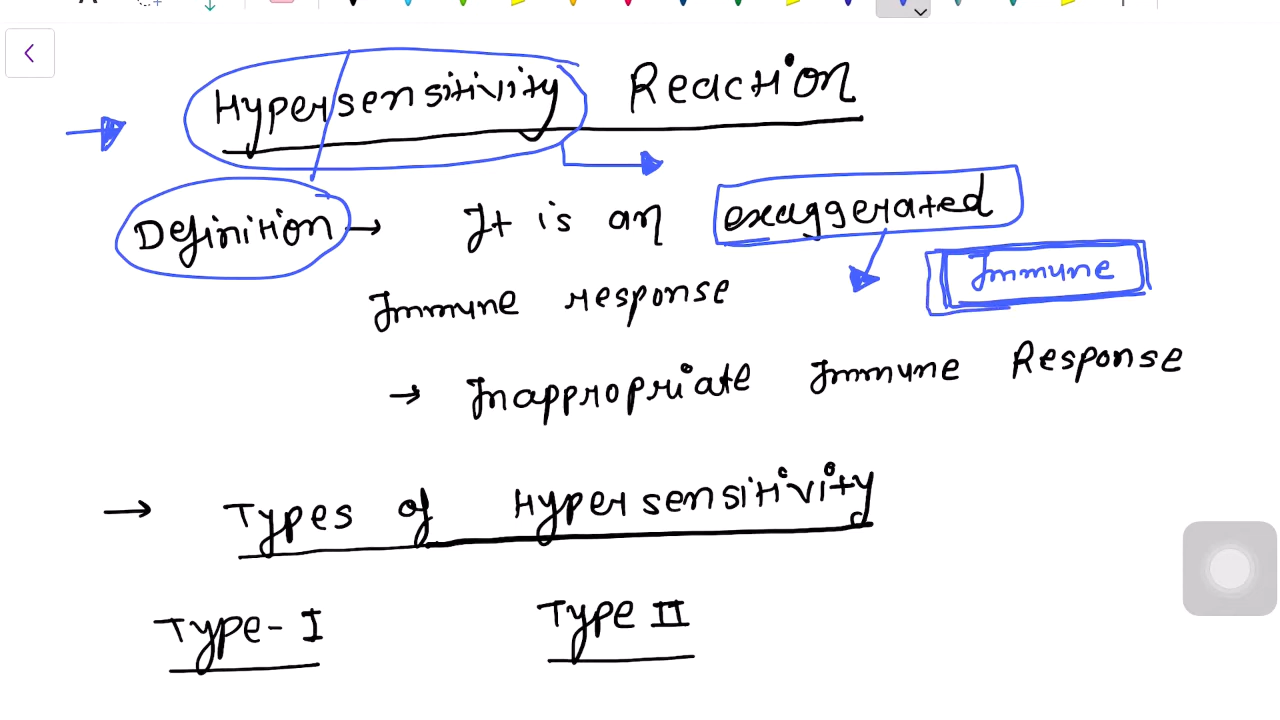 Hypersensitivity Reaction
Definition → It is an exaggerated
Immune
Immune response
→ Inappropriate Immune Response
→ Types of Hypersensitivity
Type-I Type II